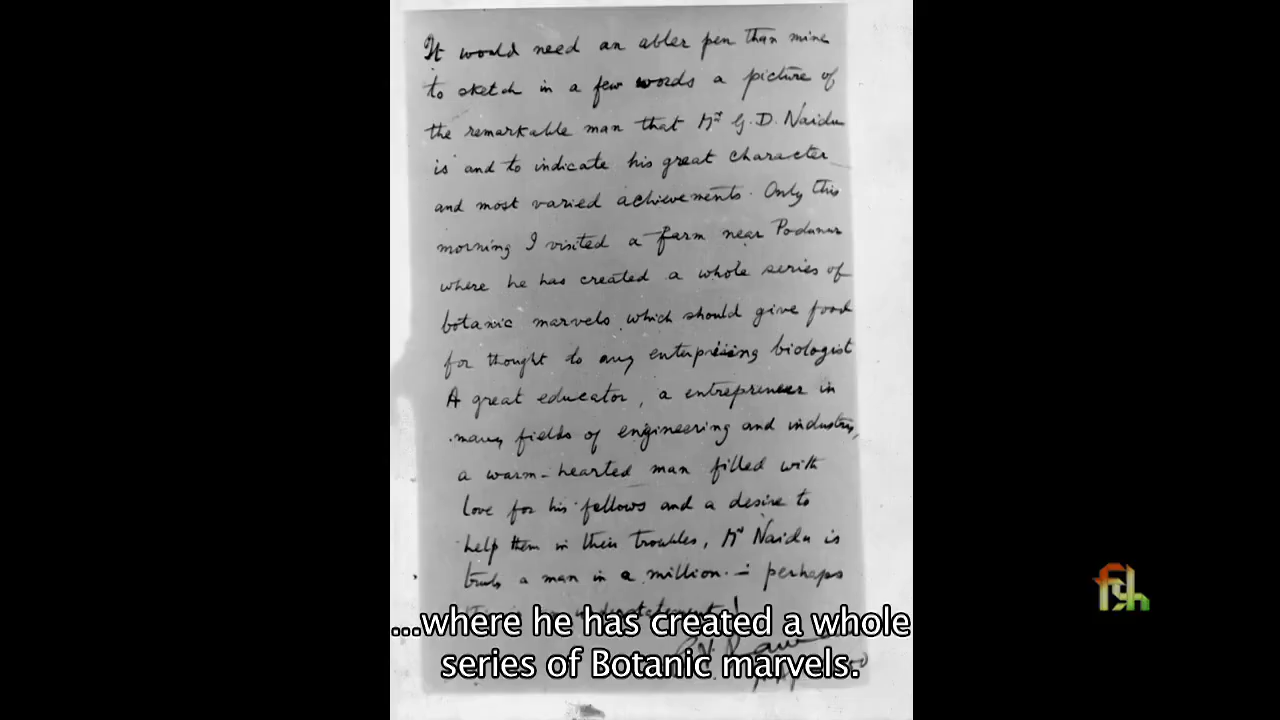 It would need an abler pen than mine
to sketch in a few words a picture of
the remarkable man that Mr G. D. Naidu
is and to indicate his great character
and most varied achievements. Only this
morning I visited a farm near Podanur
where he has created a whole series of
botanic marvels which should give food
for thought to any enterprising biologist
A great educator, a entrepreneur in
many fields of engineering and industry,
a warm-hearted man filled with
love for his fellows and a desire to
help them in their troubles, Mr Naidu is
truly a man in a million. - perhaps
understatement!
...where he has created a whole
series of Botanic marvels.